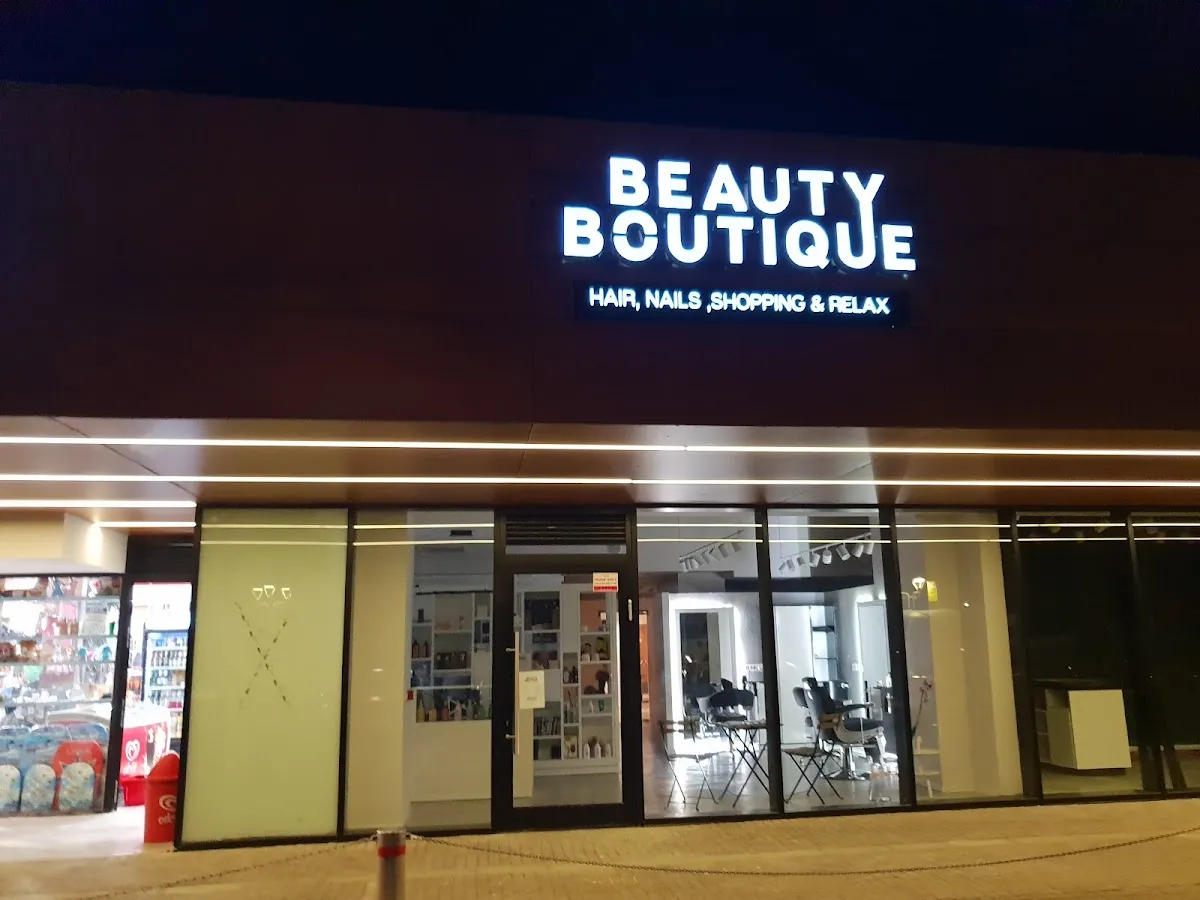 BEAUTY
BOUTIQUE
HAIR, NAILS ,SHOPPING & RELAX